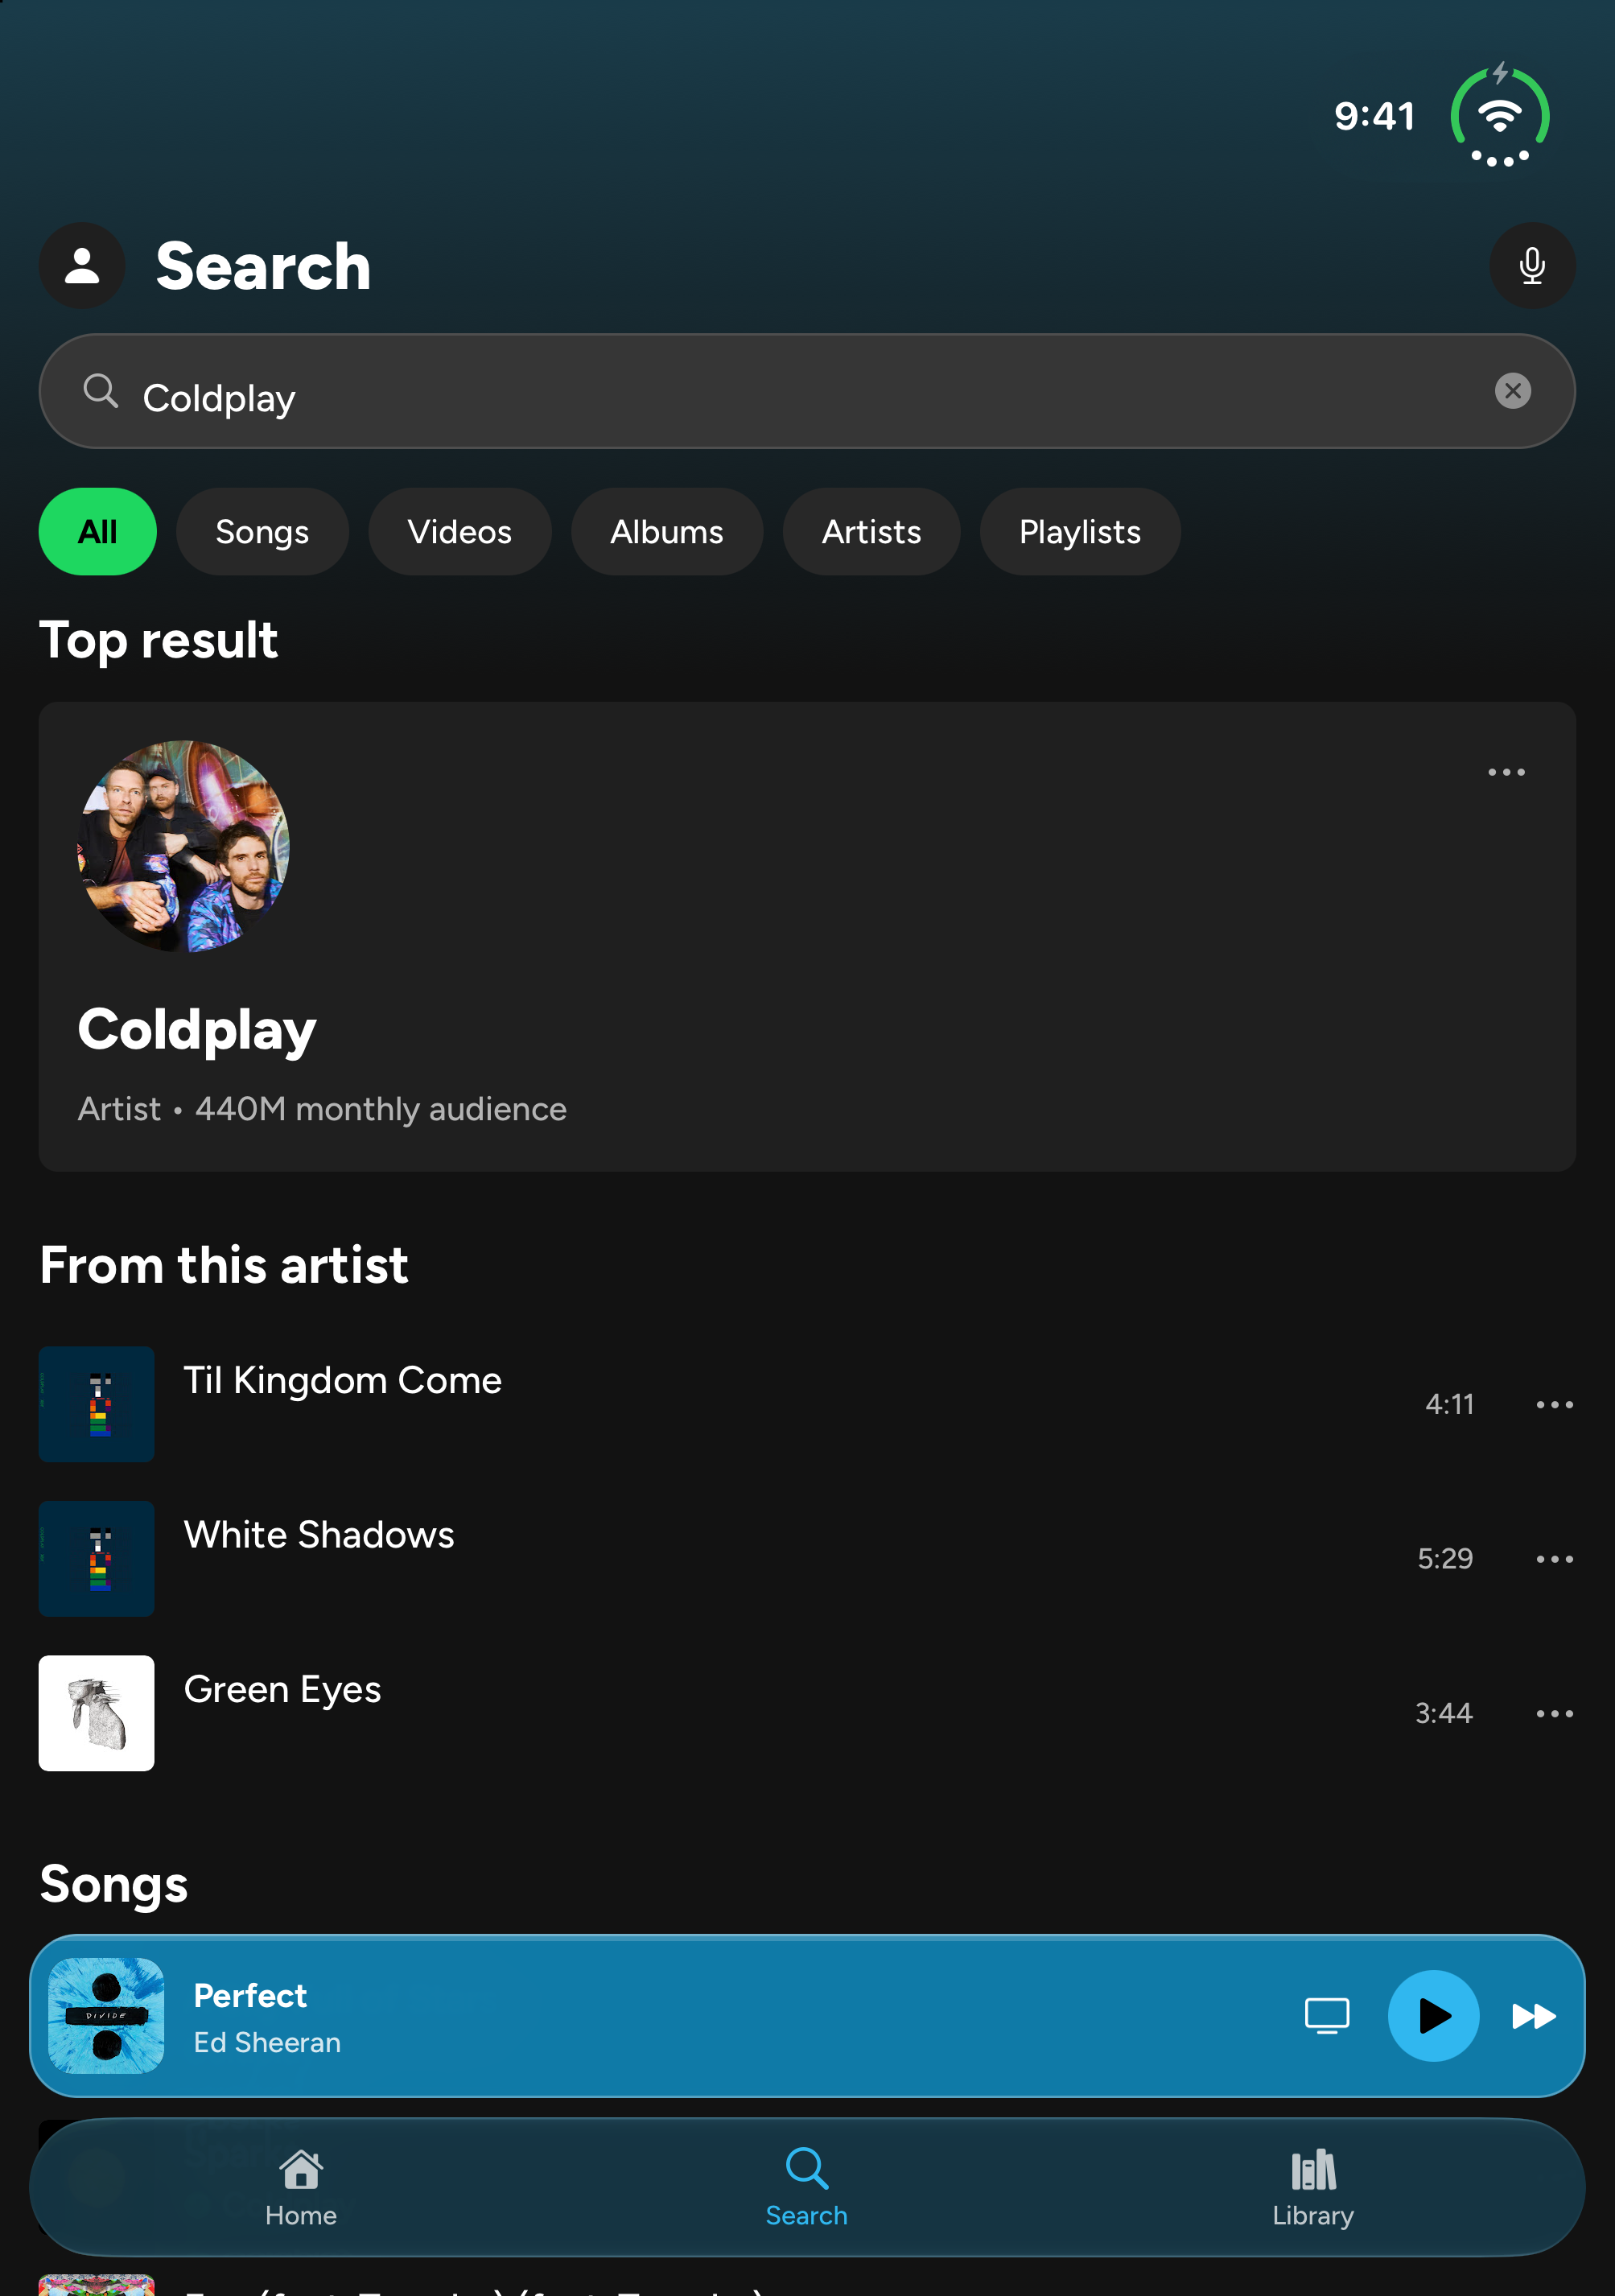 9:41
Search
Coldplay
All
Songs
Videos
Albums
Artists
Playlists
Top result
Coldplay
Artist • 440M monthly audience
From this artist
Til Kingdom Come
4:11
White Shadows
5:29
Green Eyes
3:44
Songs
DIVIDE
Perfect
Ed Sheeran
Home
Search
Library